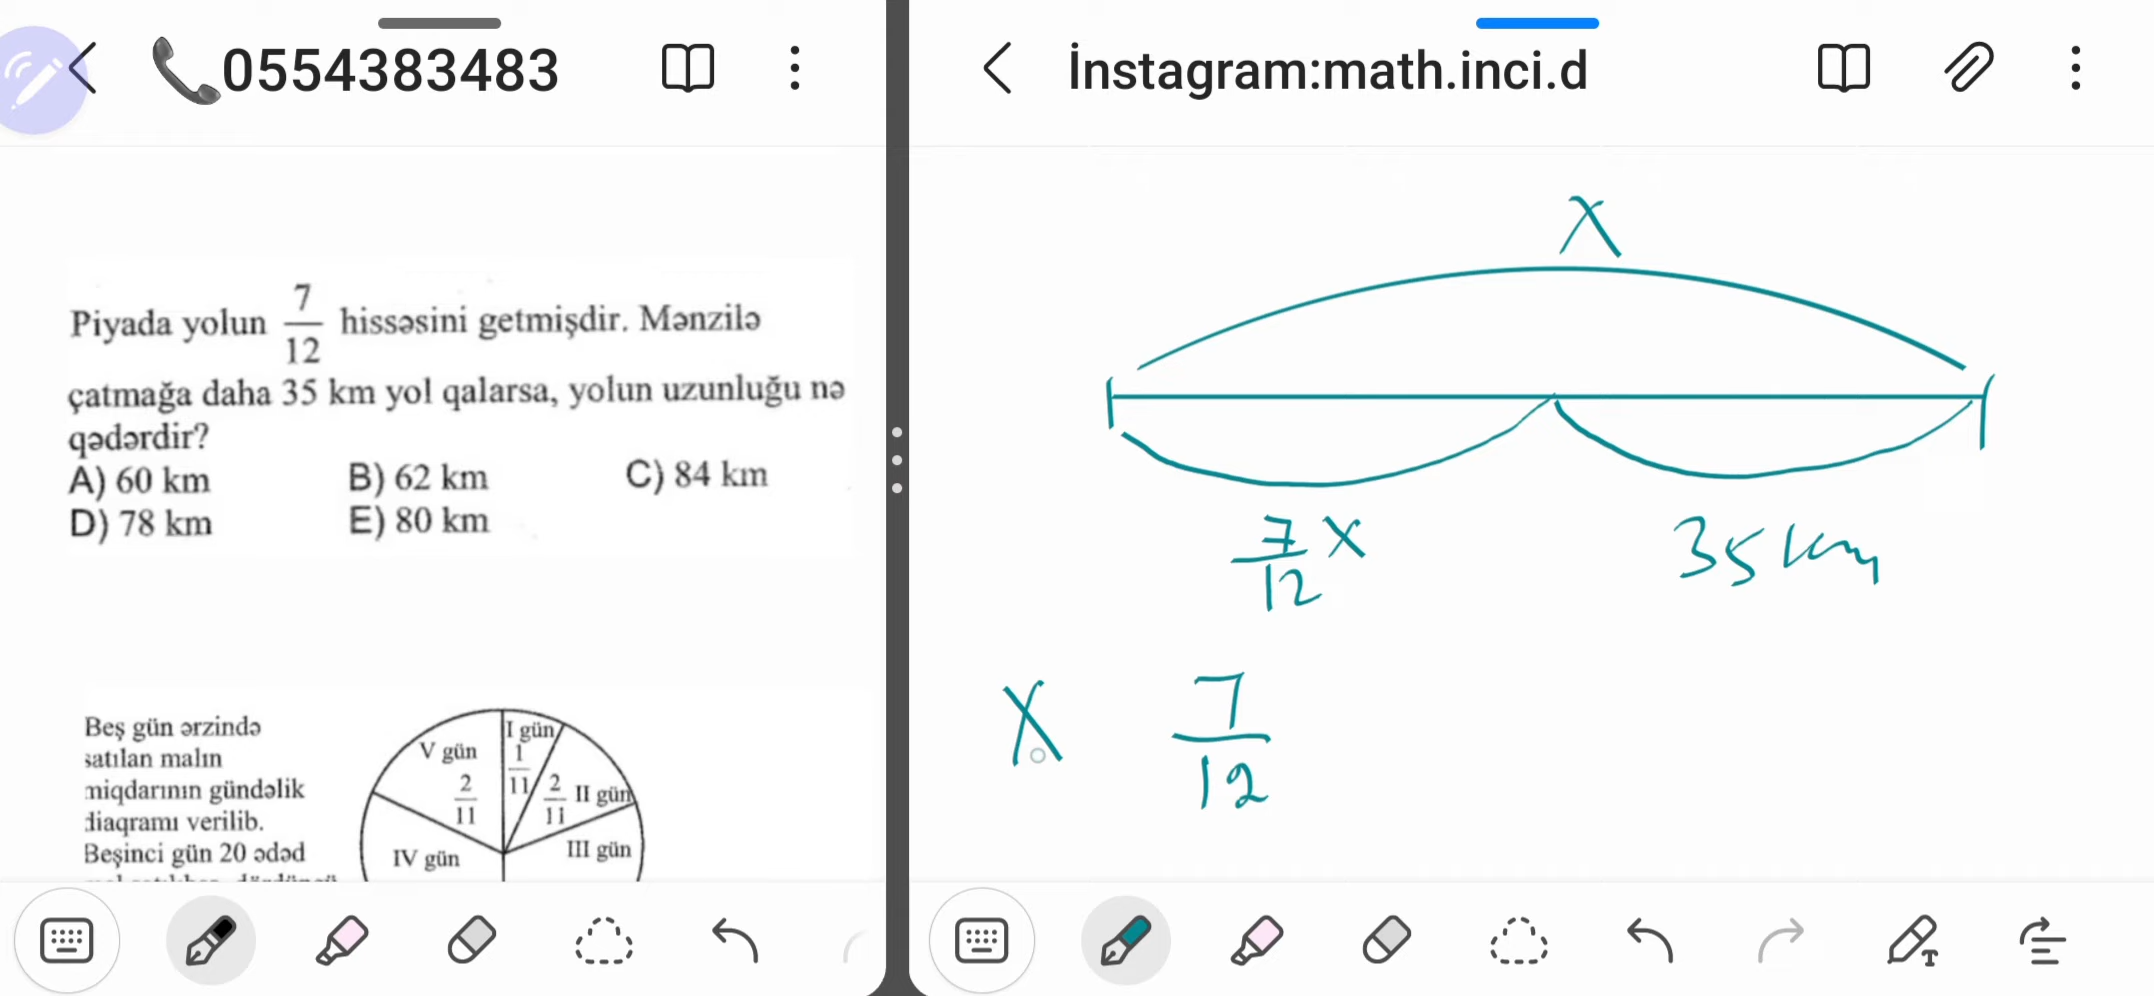 0554383483
İnstagram:math.inci.d
Piyada yolun 7/12 hissəsini getmişdir. Mənzilə
çatmağa daha 35 km yol qalarsa, yolun uzunluğu nə
qədərdir?
A) 60 km B) 62 km C) 84 km
D) 78 km E) 80 km
Beş gün ərzində
satılan malın
miqdarının gündəlik
diaqramı verilib.
Beşinci gün 20 ədəd
I gün
1/11
V gün
2/11
2/11 II gün
IV gün
III gün
X
7/12 X
35 km
X 7/12